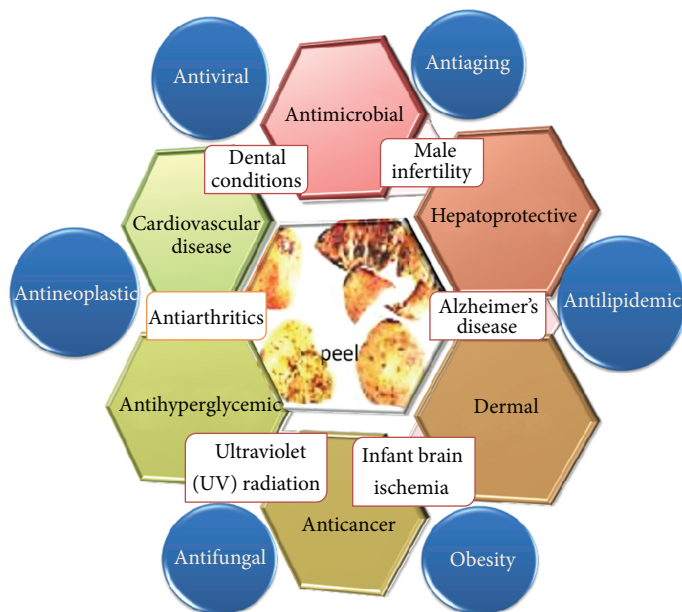 Antiviral
Antiaging
Antimicrobial
Dental
conditions
Male
infertility
Cardiovascular
disease
Hepatoprotective
Antineoplastic
Antiarthritics
Alzheimer's
disease
Antilipidemic
peel
Antihyperglycemic
Dermal
Ultraviolet
(UV) radiation
Infant brain
ischemia
Anticancer
Antifungal
Obesity